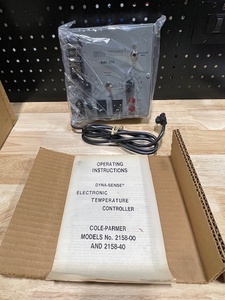 OPERATING
INSTRUCTIONS
DYNA-SENSE®
ELECTRONIC
TEMPERATURE
CONTROLLER
COLE-PARMER
MODELS No. 2158-00
AND 2158-40